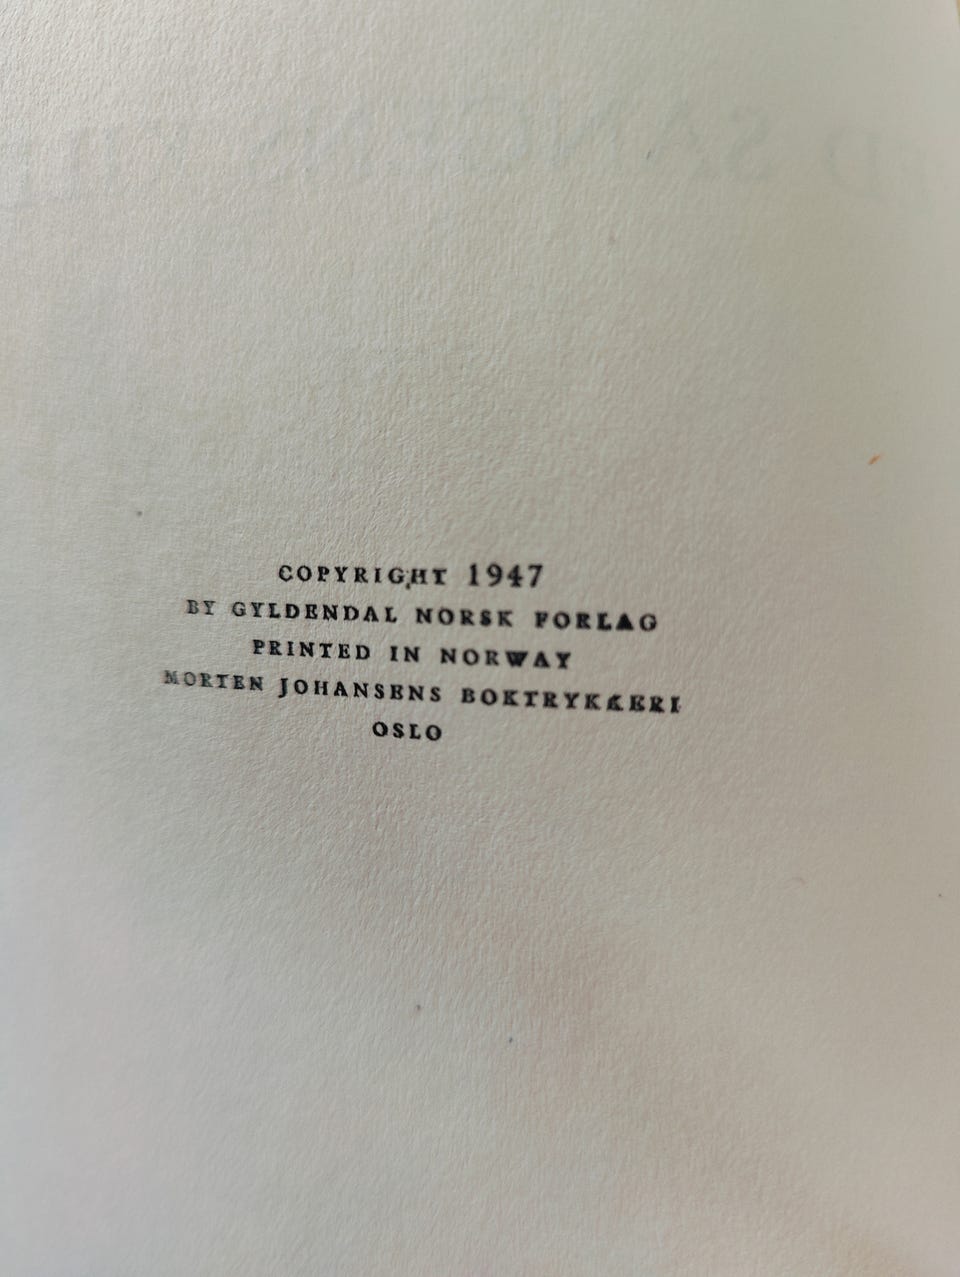 COPYRIGHT 1947
BY GYLDENDAL NORSK FORLAG
PRINTED IN NORWAY
MORTEN JOHANSENS BOKTRYKKERI
OSLO